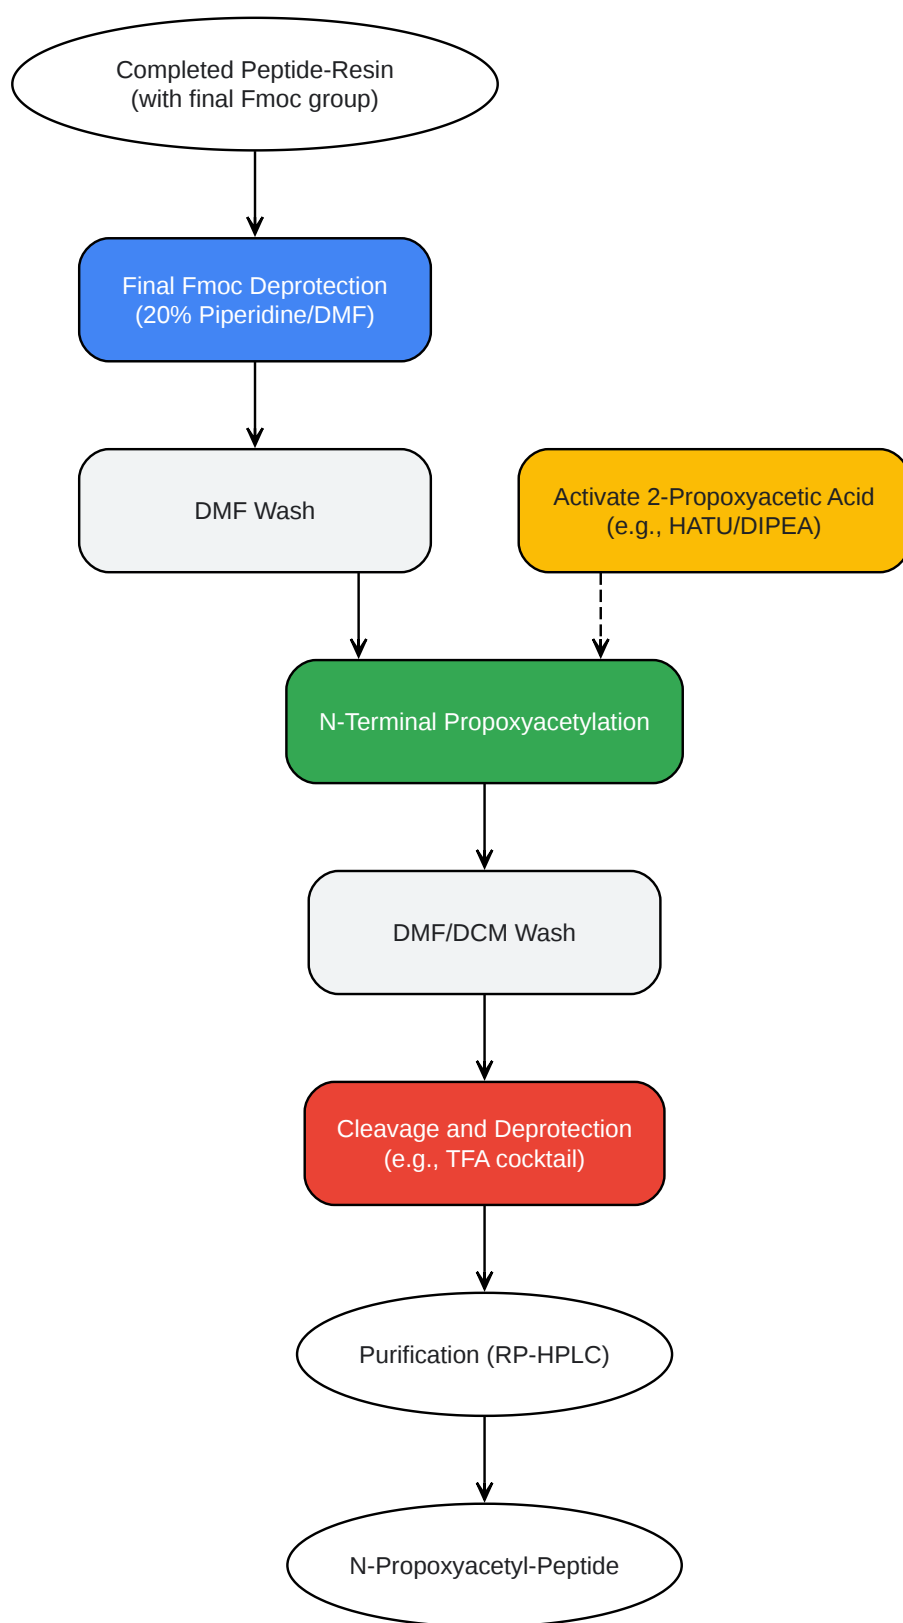 Completed Peptide-Resin
(with final Fmoc group)
Final Fmoc Deprotection
(20% Piperidine/DMF)
DMF Wash
Activate 2-Propoxyacetic Acid
(e.g., HATU/DIPEA)
N-Terminal Propoxyacetylation
DMF/DCM Wash
Cleavage and Deprotection
(e.g., TFA cocktail)
Purification (RP-HPLC)
N-Propoxyacetyl-Peptide